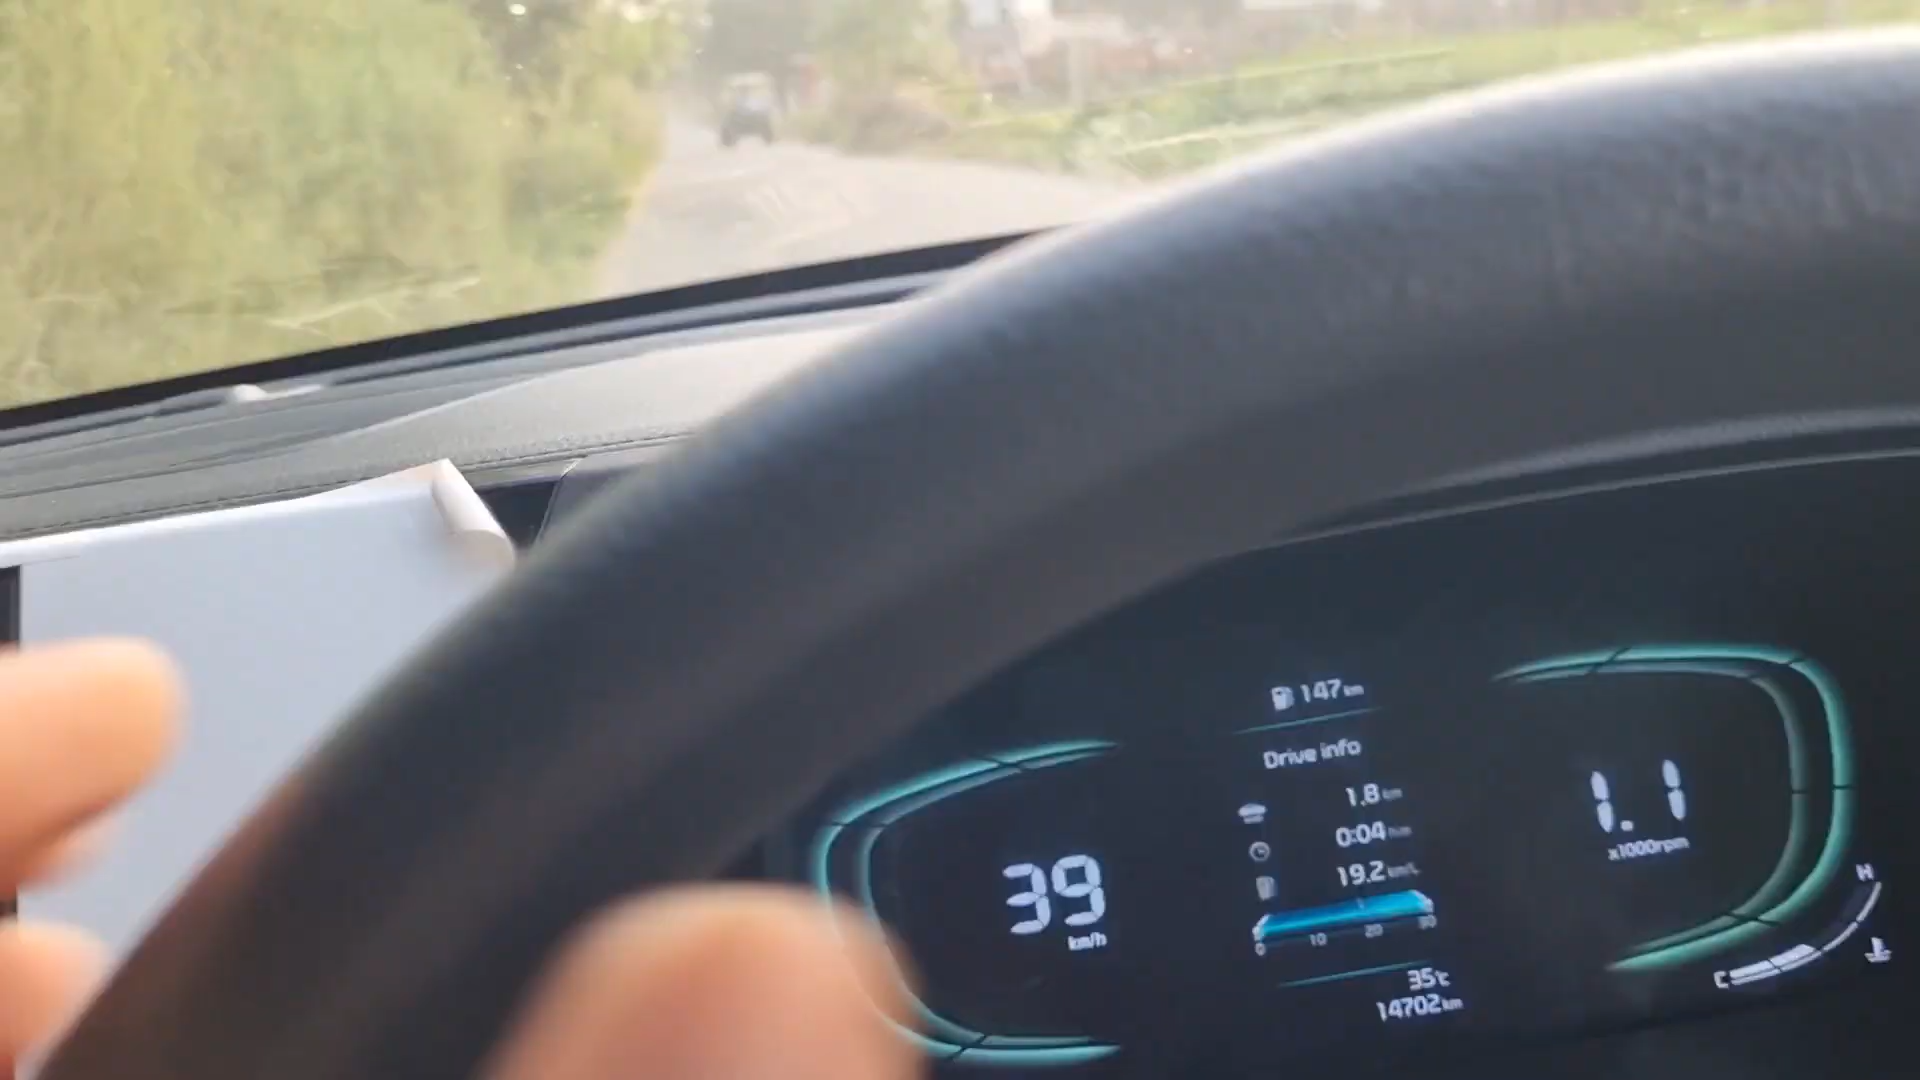 147 km
Drive info
1.8 km
0:04
19.2 km/L
0 10 20 30
35℃
14702 km
39
km/h
1.1
x1000rpm
H
C